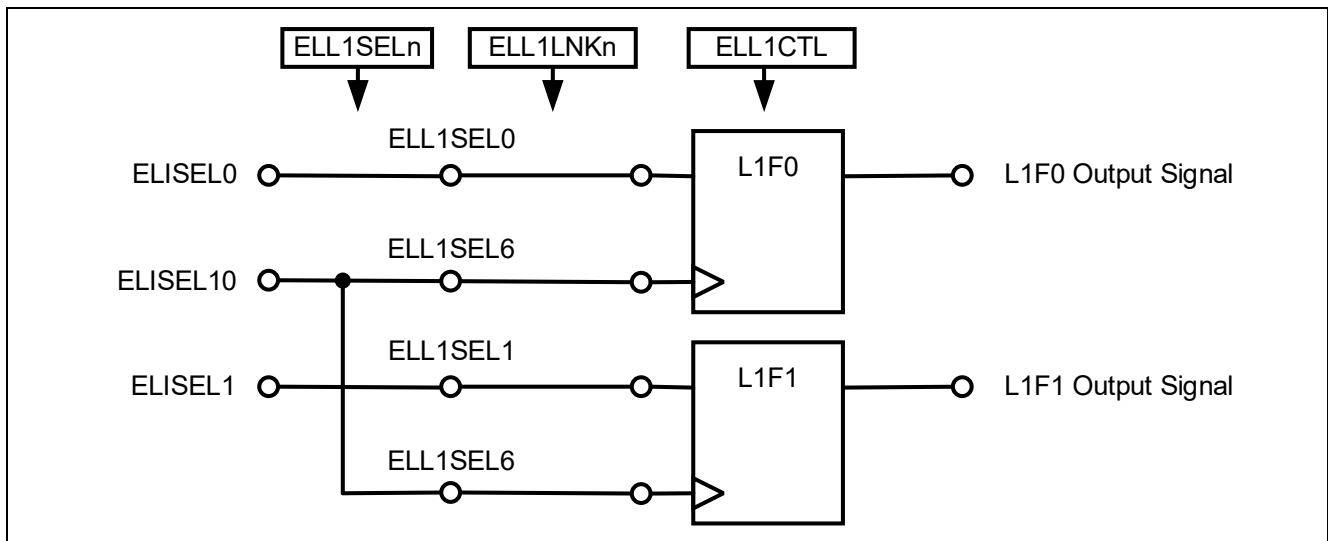 ELL1SELn ELL1LNKn ELL1CTL
ELL1SEL0
ELISEL0 L1F0 L1F0 Output Signal
ELL1SEL6
ELISEL10
ELL1SEL1
ELISEL1 L1F1 L1F1 Output Signal
ELL1SEL6